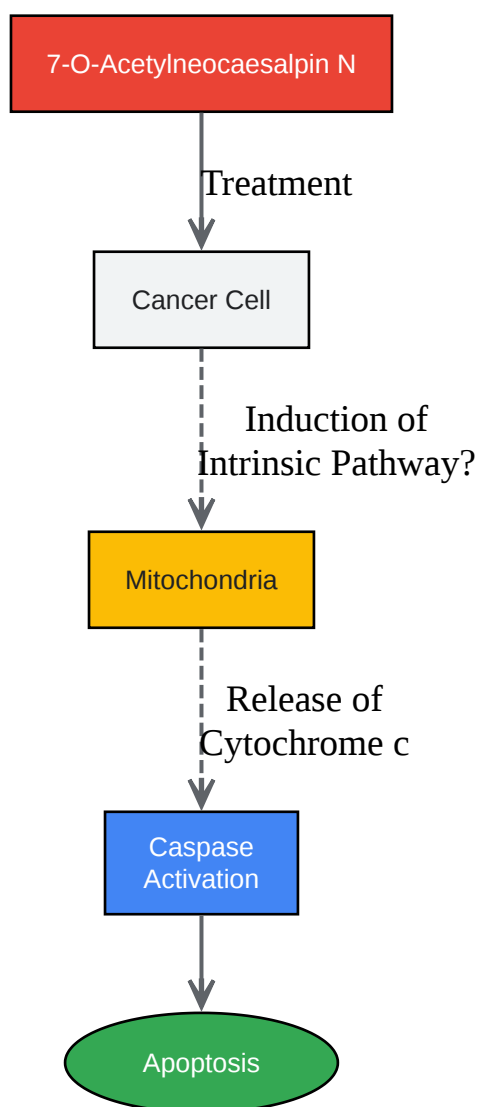 7-O-Acetylneocaesalpin N
Treatment
Cancer Cell
Induction of
Intrinsic Pathway?
Mitochondria
Release of
Cytochrome c
Caspase
Activation
Apoptosis